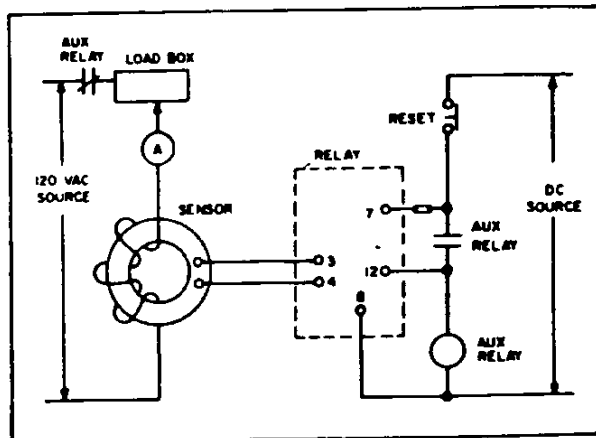 AUX
RELAY
LOAD BOX
A
120 VAC
SOURCE
SENSOR
RELAY
3
4
7
12
8
RESET
AUX
RELAY
AUX
RELAY
DC
SOURCE